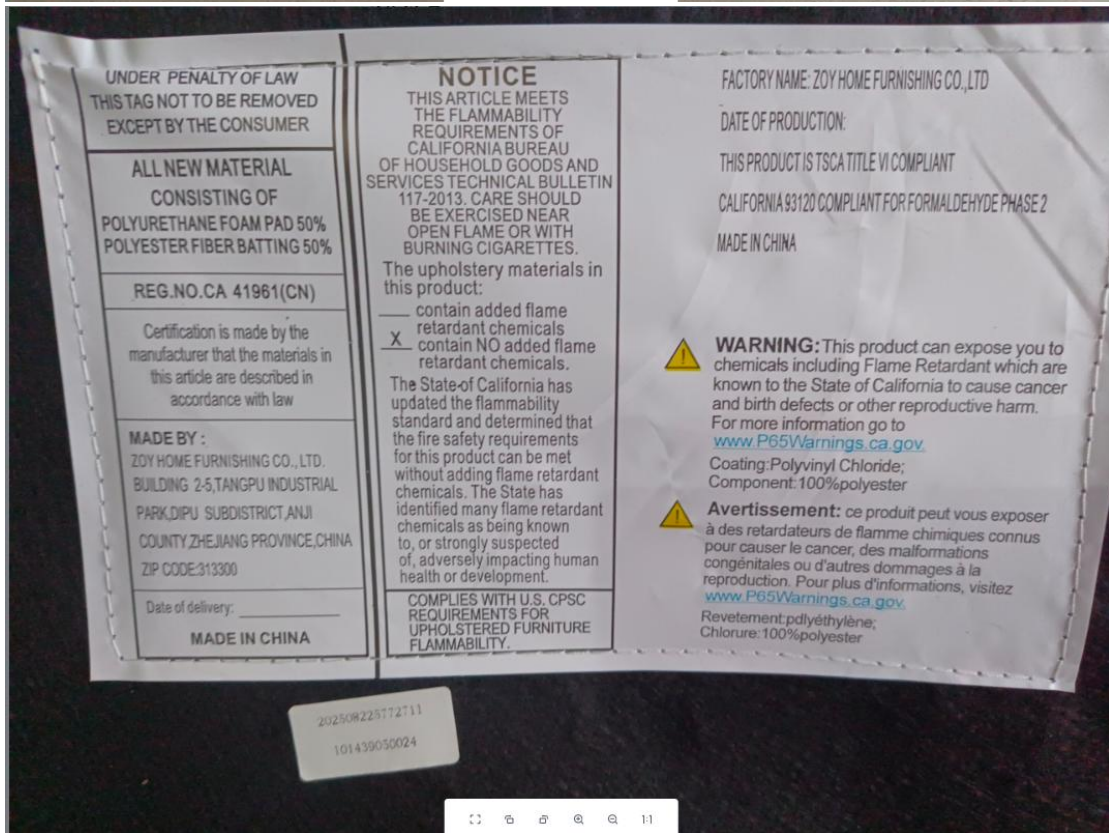 UNDER PENALTY OF LAW
THIS TAG NOT TO BE REMOVED
EXCEPT BY THE CONSUMER
ALL NEW MATERIAL
CONSISTING OF
POLYURETHANE FOAM PAD 50%
POLYESTER FIBER BATTING 50%
REG.NO.CA 41961(CN)
Certification is made by the
manufacturer that the materials in
this article are described in
accordance with law
MADE BY :
ZOY HOME FURNISHING CO., LTD.
BUILDING 2-5,TANGPU INDUSTRIAL
PARK,DIPU SUBDISTRICT,ANJI
COUNTY,ZHEJIANG PROVINCE,CHINA
ZIP CODE:313300
Date of delivery:
MADE IN CHINA
NOTICE
THIS ARTICLE MEETS
THE FLAMMABILITY
REQUIREMENTS OF
CALIFORNIA BUREAU
OF HOUSEHOLD GOODS AND
SERVICES TECHNICAL BULLETIN
117-2013. CARE SHOULD
BE EXERCISED NEAR
OPEN FLAME OR WITH
BURNING CIGARETTES.
The upholstery materials in
this product:
___ contain added flame
retardant chemicals
_X_ contain NO added flame
retardant chemicals.
The State of California has
updated the flammability
standard and determined that
the fire safety requirements
for this product can be met
without adding flame retardant
chemicals. The State has
identified many flame retardant
chemicals as being known
to, or strongly suspected
of, adversely impacting human
health or development.
COMPLIES WITH U.S. CPSC
REQUIREMENTS FOR
UPHOLSTERED FURNITURE
FLAMMABILITY.
FACTORY NAME: ZOY HOME FURNISHING CO.,LTD
DATE OF PRODUCTION:
THIS PRODUCT IS TSCA TITLE VI COMPLIANT
CALIFORNIA 93120 COMPLIANT FOR FORMALDEHYDE PHASE 2
MADE IN CHINA
WARNING: This product can expose you to
chemicals including Flame Retardant which are
known to the State of California to cause cancer
and birth defects or other reproductive harm.
For more information go to
www.P65Warnings.ca.gov.
Coating:Polyvinyl Chloride;
Component:100%polyester
Avertissement: ce produit peut vous exposer
à des retardateurs de flamme chimiques connus
pour causer le cancer, des malformations
congénitales ou d'autres dommages à la
reproduction. Pour plus d'informations, visitez
www.P65Warnings.ca.gov.
Revetement:pdlyéthylène;
Chlorure:100%polyester
202508225772711
101439050024
1:1